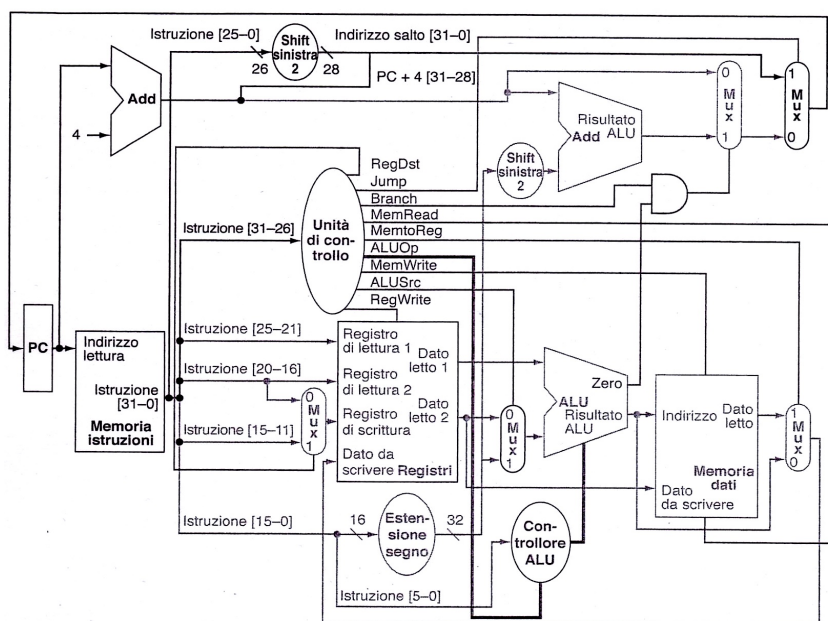 Istruzione [25–0]
Shift
sinistra
2
Indirizzo salto [31–0]
26
28
PC + 4 [31–28]
Add
4
0
M
u
x
1
1
M
u
x
0
Risultato
Add ALU
Shift
sinistra
2
RegDst
Jump
Branch
MemRead
MemtoReg
ALUOp
MemWrite
ALUSrc
RegWrite
Istruzione [31–26]
Unità
di con-
trollo
PC
Indirizzo
lettura
Istruzione
[31–0]
Memoria
istruzioni
Istruzione [25–21]
Istruzione [20–16]
Istruzione [15–11]
0
M
u
x
1
Registro
di lettura 1
Dato
letto 1
Registro
di lettura 2
Registro
di scrittura
Dato
letto 2
Dato da
scrivere
Registri
0
M
u
x
1
Zero
ALU
Risultato
ALU
Indirizzo
Dato
letto
Memoria
dati
Dato
da scrivere
1
M
u
x
0
Istruzione [15–0]
16
Esten-
sione
segno
32
Con-
trollore
ALU
Istruzione [5–0]